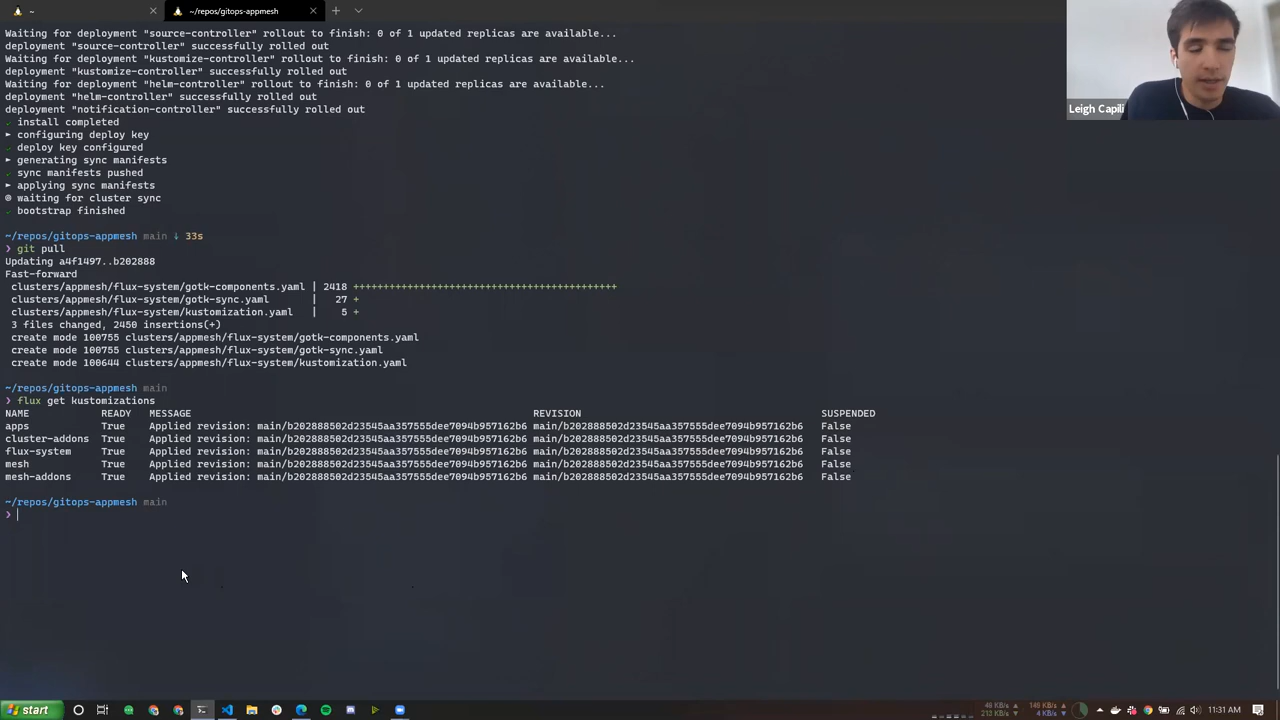 ~
~/repos/gitops-appmesh
Waiting for deployment "source-controller" rollout to finish: 0 of 1 updated replicas are available...
deployment "source-controller" successfully rolled out
Waiting for deployment "kustomize-controller" rollout to finish: 0 of 1 updated replicas are available...
deployment "kustomize-controller" successfully rolled out
Waiting for deployment "helm-controller" rollout to finish: 0 of 1 updated replicas are available...
deployment "helm-controller" successfully rolled out
deployment "notification-controller" successfully rolled out
✓ install completed
► configuring deploy key
✓ deploy key configured
► generating sync manifests
✓ sync manifests pushed
► applying sync manifests
◎ waiting for cluster sync
✓ bootstrap finished
~/repos/gitops-appmesh main ↓ 33s
❯ git pull
Updating a4f1497..b202888
Fast-forward
clusters/appmesh/flux-system/gotk-components.yaml | 2418 ++++++++++++++++++++++++++++++++++++++++++++
clusters/appmesh/flux-system/gotk-sync.yaml | 27 +
clusters/appmesh/flux-system/kustomization.yaml | 5 +
3 files changed, 2450 insertions(+)
create mode 100755 clusters/appmesh/flux-system/gotk-components.yaml
create mode 100755 clusters/appmesh/flux-system/gotk-sync.yaml
create mode 100644 clusters/appmesh/flux-system/kustomization.yaml
~/repos/gitops-appmesh main
❯ flux get kustomizations
NAME READY MESSAGE REVISION SUSPENDED
apps True Applied revision: main/b202888502d23545aa357555dee7094b957162b6 main/b202888502d23545aa357555dee7094b957162b6 False
cluster-addons True Applied revision: main/b202888502d23545aa357555dee7094b957162b6 main/b202888502d23545aa357555dee7094b957162b6 False
flux-system True Applied revision: main/b202888502d23545aa357555dee7094b957162b6 main/b202888502d23545aa357555dee7094b957162b6 False
mesh True Applied revision: main/b202888502d23545aa357555dee7094b957162b6 main/b202888502d23545aa357555dee7094b957162b6 False
mesh-addons True Applied revision: main/b202888502d23545aa357555dee7094b957162b6 main/b202888502d23545aa357555dee7094b957162b6 False
~/repos/gitops-appmesh main
❯
Leigh Capili
start
11:31 AM